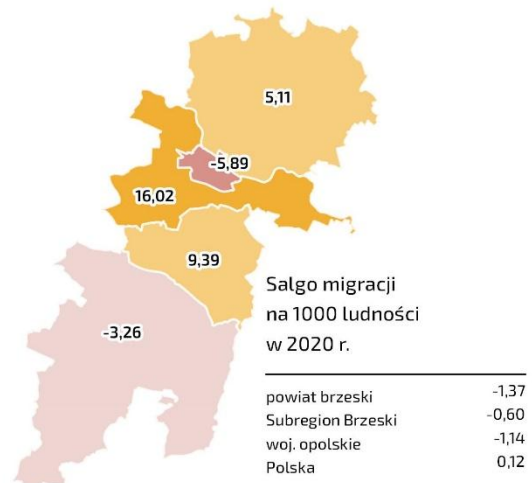 5,11
-5,89
16,02
9,39
-3,26
Salgo migracji
na 1000 ludności
w 2020 r.
powiat brzeski -1,37
Subregion Brzeski -0,60
woj. opolskie -1,14
Polska 0,12